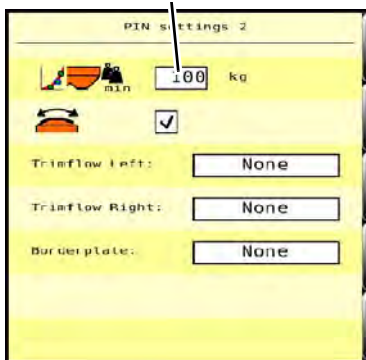 PIN settings 2
min 100 kg
Trimflow Left: None
Trimflow Right: None
Borderplate: None